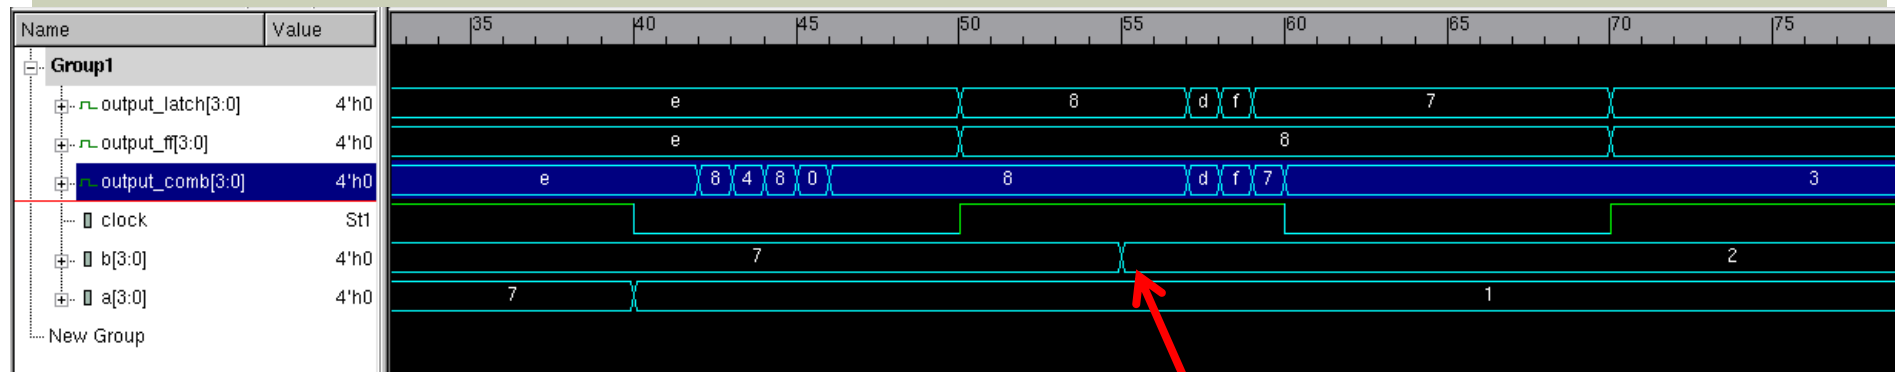 Name Value 35 40 45 50 55 60 65 70 75
Group1
output_latch[3:0] 4'h0 e 8 d f 7
output_ff[3:0] 4'h0 e 8
output_comb[3:0] 4'h0 e 8 4 8 0 8 d f 7 3
clock St1
b[3:0] 4'h0 7 2
a[3:0] 4'h0 7 1
New Group